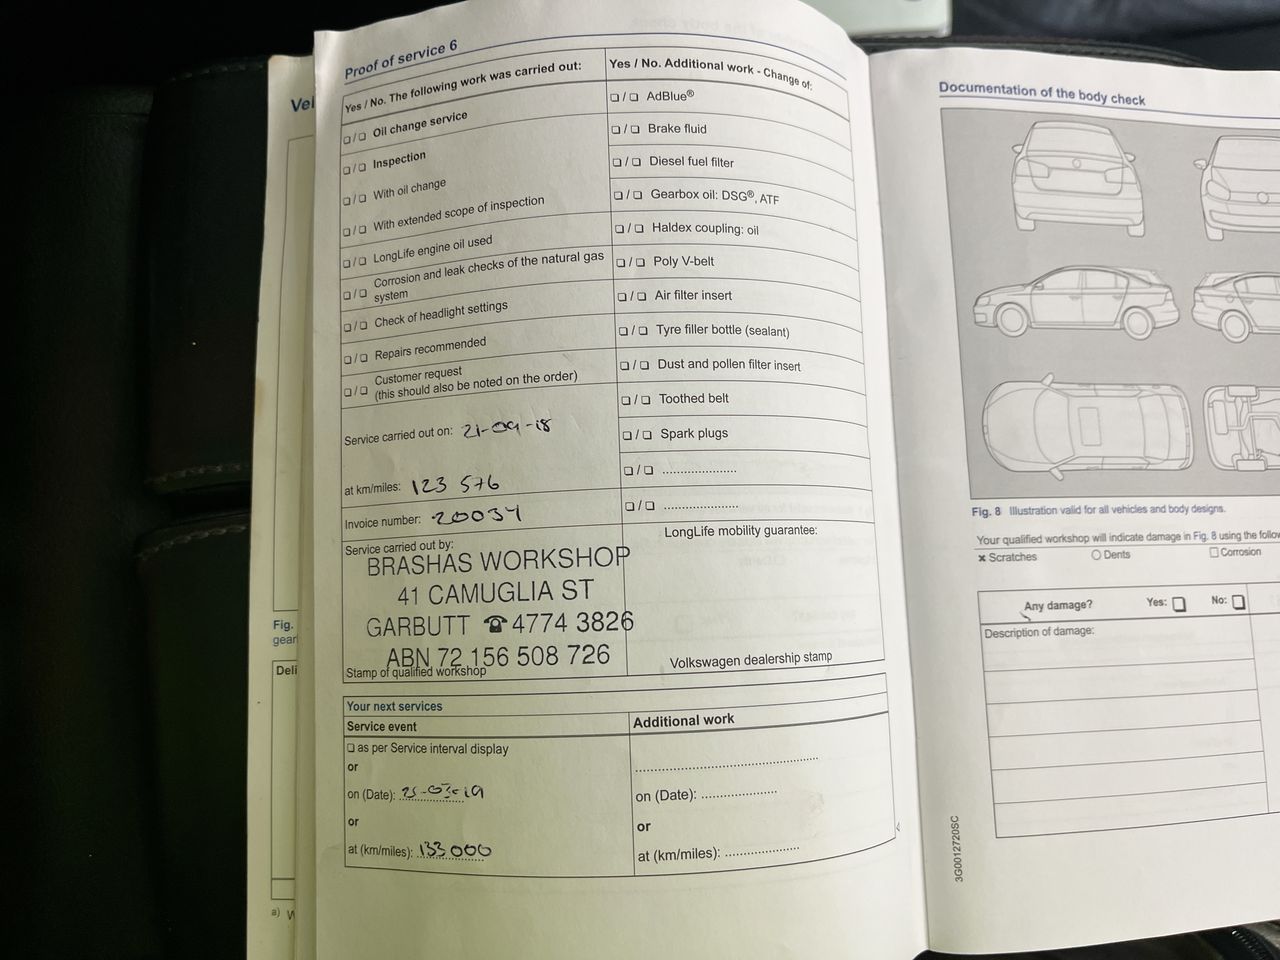 Proof of service 6
Yes / No. The following work was carried out:
❏ / ❏ Oil change service
❏ / ❏ Inspection
❏ / ❏ With oil change
❏ / ❏ With extended scope of inspection
❏ / ❏ LongLife engine oil used
❏ / ❏ Corrosion and leak checks of the natural gas
system
❏ / ❏ Check of headlight settings
❏ / ❏ Repairs recommended
❏ / ❏ Customer request
(this should also be noted on the order)
Service carried out on: 21-09-18
at km/miles: 123 576
Invoice number: 20034
Service carried out by:
BRASHAS WORKSHOP
41 CAMUGLIA ST
GARBUTT ☎ 4774 3826
ABN 72 156 508 726
Stamp of qualified workshop
Yes / No. Additional work - Change of:
❏ / ❏ AdBlue®
❏ / ❏ Brake fluid
❏ / ❏ Diesel fuel filter
❏ / ❏ Gearbox oil: DSG®, ATF
❏ / ❏ Haldex coupling: oil
❏ / ❏ Poly V-belt
❏ / ❏ Air filter insert
❏ / ❏ Tyre filler bottle (sealant)
❏ / ❏ Dust and pollen filter insert
❏ / ❏ Toothed belt
❏ / ❏ Spark plugs
❏ / ❏ ......................
❏ / ❏ ......................
LongLife mobility guarantee:
Volkswagen dealership stamp
Your next services
Service event
❏ as per Service interval display
or
on (Date):
or
at (km/miles): 133 000
Additional work
......................................................
on (Date): ......................
or
at (km/miles): ......................
Vel
Fig.
gear
Deli
a) W
Documentation of the body check
Fig. 8 Illustration valid for all vehicles and body designs.
Your qualified workshop will indicate damage in Fig. 8 using the follow
✗ Scratches ○ Dents ☐ Corrosion
Any damage? Yes: ❏ No: ❏
Description of damage:
3G0012720SC